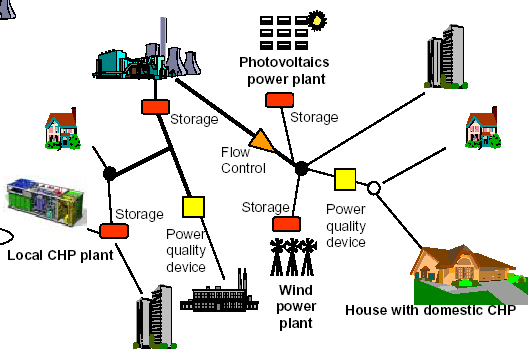 Photovoltaics
power plant
Storage
Storage
Flow
Control
Storage
Storage
Power
quality
device
Power
quality
device
Local CHP plant
Wind
power
plant
House with domestic CHP